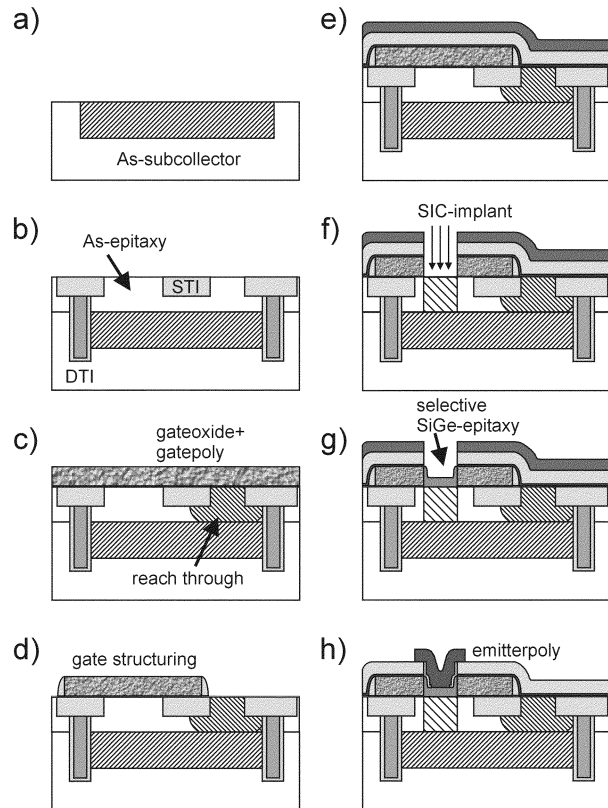 a)
As-subcollector
b)
As-epitaxy
STI
DTI
c)
gateoxide+
gatepoly
reach through
d)
gate structuring
e)
f)
SIC-implant
g)
selective
SiGe-epitaxy
h)
emitterpoly